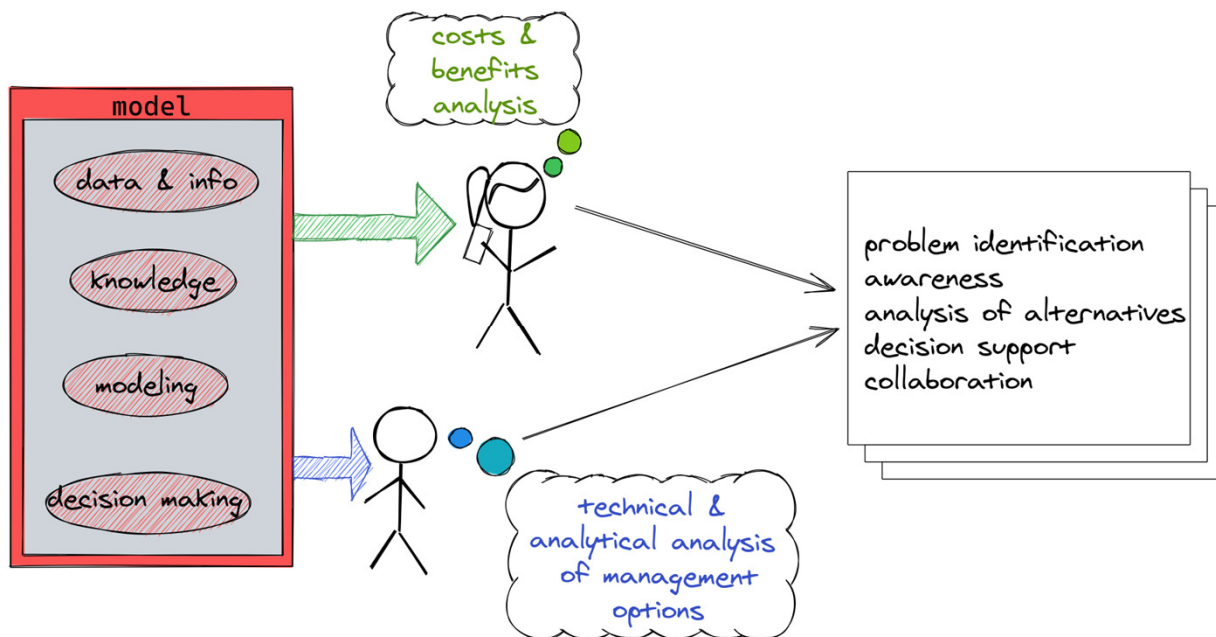 costs &
benefits
analysis
model
data & info
knowledge
modeling
decision making
problem identification
awareness
analysis of alternatives
decision support
collaboration
technical &
analytical analysis
of management
options